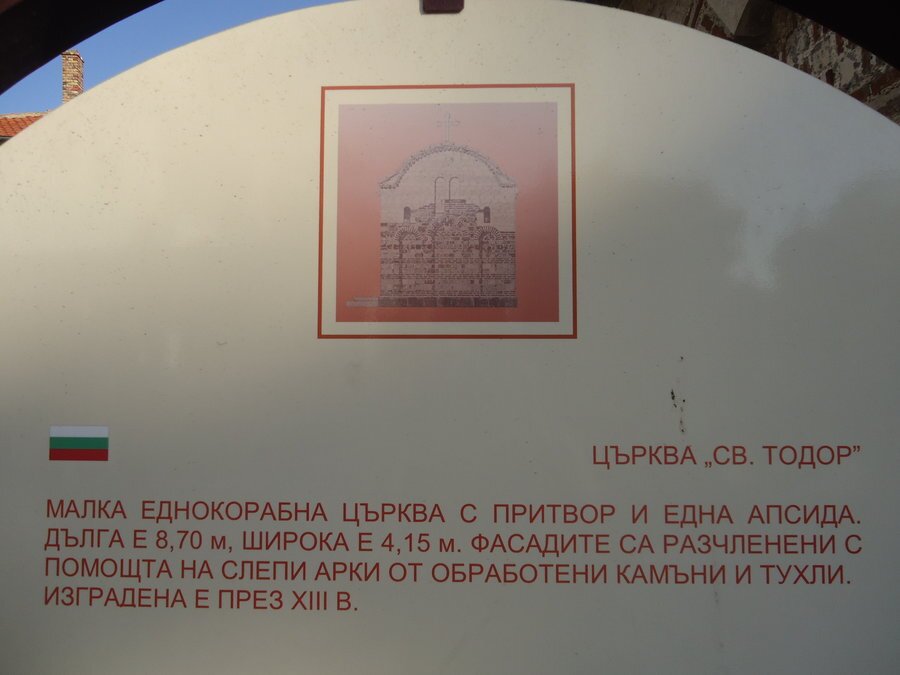 ЦЪРКВА „СВ. ТОДОР”
МАЛКА ЕДНОКОРАБНА ЦЪРКВА С ПРИТВОР И ЕДНА АПСИДА.
ДЪЛГА Е 8,70 м, ШИРОКА Е 4,15 м. ФАСАДИТЕ СА РАЗЧЛЕНЕНИ С
ПОМОЩТА НА СЛЕПИ АРКИ ОТ ОБРАБОТЕНИ КАМЪНИ И ТУХЛИ.
ИЗГРАДЕНА Е ПРЕЗ XIII В.